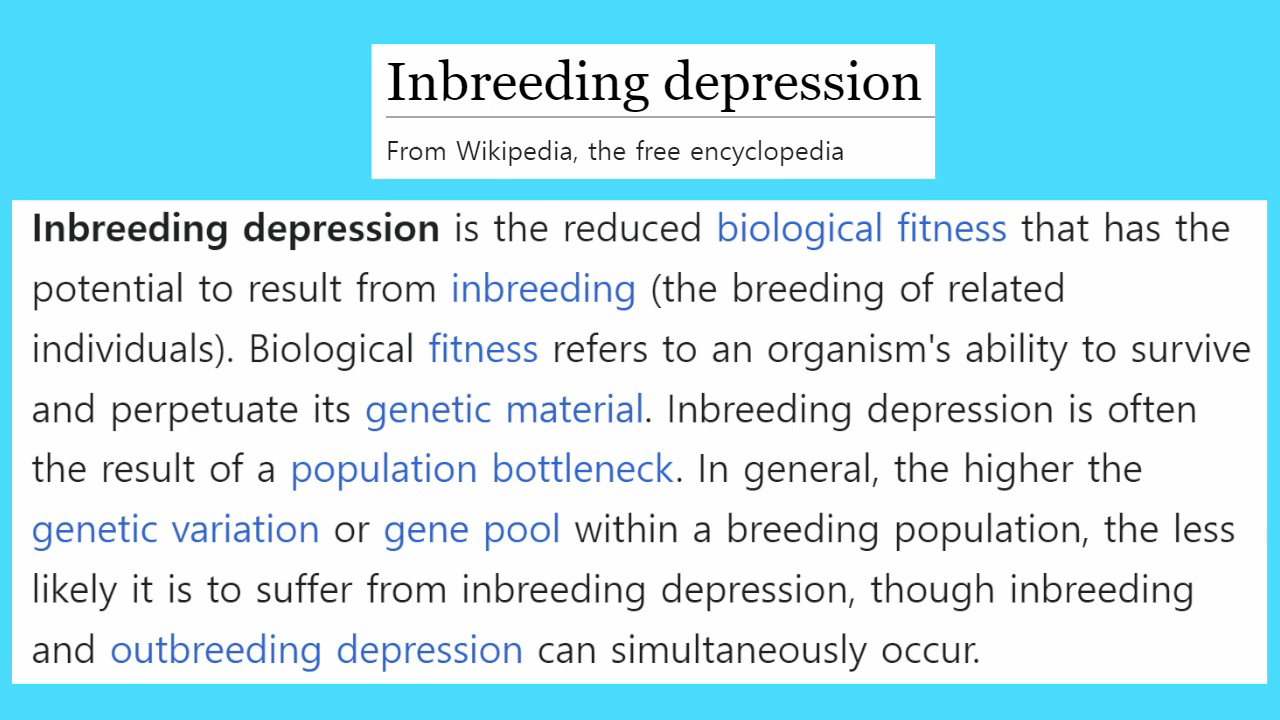 Inbreeding depression
From Wikipedia, the free encyclopedia
Inbreeding depression is the reduced biological fitness that has the
potential to result from inbreeding (the breeding of related
individuals). Biological fitness refers to an organism's ability to survive
and perpetuate its genetic material. Inbreeding depression is often
the result of a population bottleneck. In general, the higher the
genetic variation or gene pool within a breeding population, the less
likely it is to suffer from inbreeding depression, though inbreeding
and outbreeding depression can simultaneously occur.